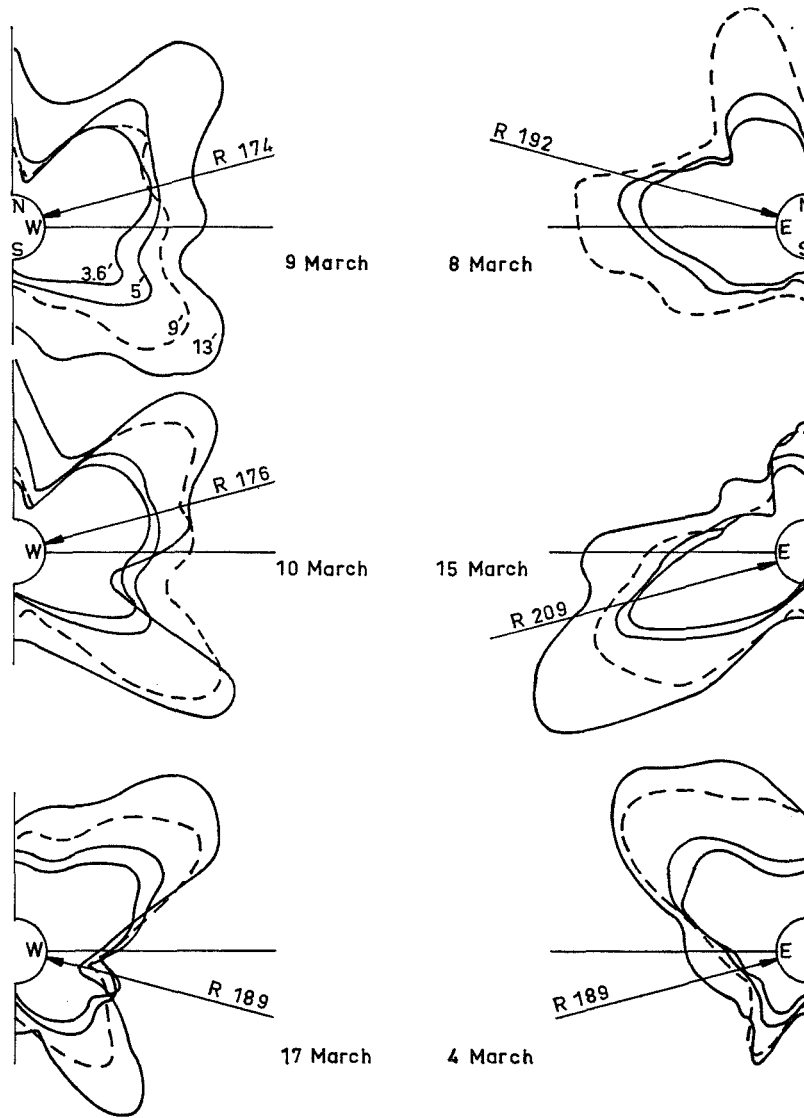 R 174
N
W
S
3.6′
5′
9′
13′
9 March
R 192
N
E
S
8 March
R 176
W
10 March
E
R 209
15 March
W
R 189
17 March
E
R 189
4 March